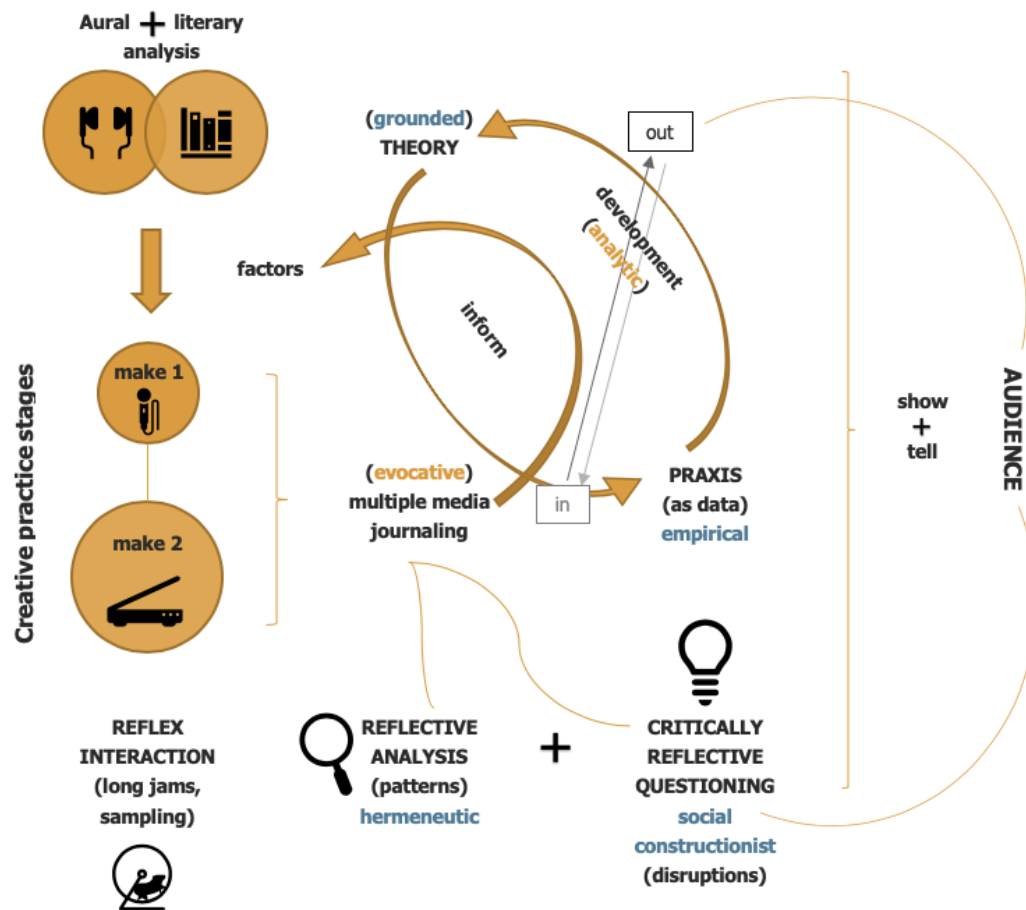 Aural + literary
analysis
(grounded)
THEORY
out
development
(analytic)
factors
inform
Creative practice stages
make 1
make 2
(evocative)
multiple media
journaling
in
PRAXIS
(as data)
empirical
show
+
tell
AUDIENCE
REFLEX
INTERACTION
(long jams,
sampling)
REFLECTIVE
ANALYSIS
(patterns)
hermeneutic
+
CRITICALLY
REFLECTIVE
QUESTIONING
social
constructionist
(disruptions)